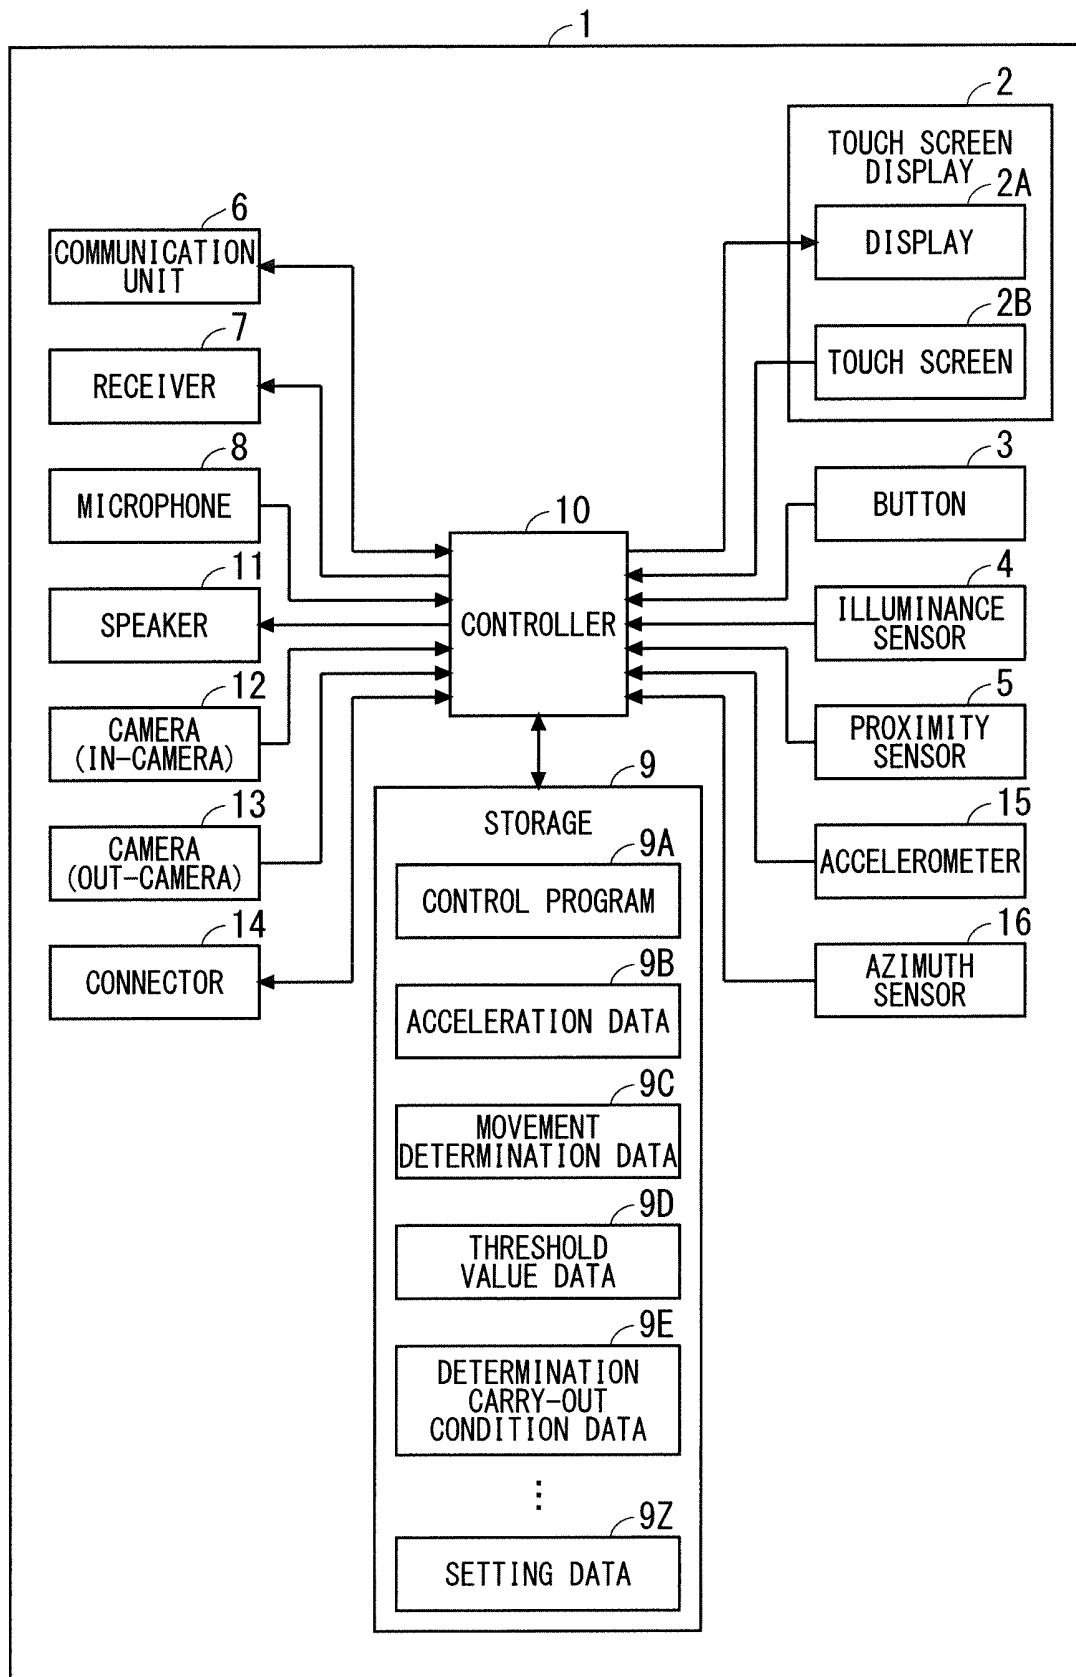 1
2
TOUCH SCREEN
DISPLAY
2A
DISPLAY
2B
TOUCH SCREEN
6
COMMUNICATION
UNIT
7
RECEIVER
8
MICROPHONE
11
SPEAKER
12
CAMERA
(IN-CAMERA)
13
CAMERA
(OUT-CAMERA)
14
CONNECTOR
10
CONTROLLER
3
BUTTON
4
ILLUMINANCE
SENSOR
5
PROXIMITY
SENSOR
15
ACCELEROMETER
16
AZIMUTH
SENSOR
9
STORAGE
9A
CONTROL PROGRAM
9B
ACCELERATION DATA
9C
MOVEMENT
DETERMINATION DATA
9D
THRESHOLD
VALUE DATA
9E
DETERMINATION
CARRY-OUT
CONDITION DATA
⋮
9Z
SETTING DATA